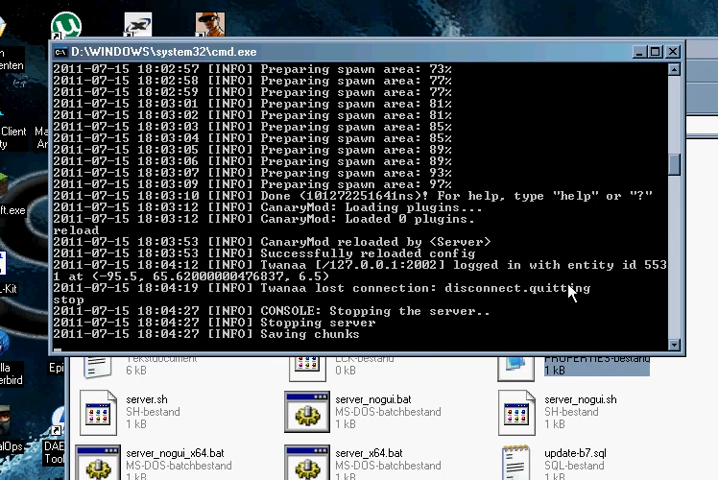 D:\WINDOWS\system32\cmd.exe
2011-07-15 18:02:57 [INFO] Preparing spawn area: 73%
2011-07-15 18:02:58 [INFO] Preparing spawn area: 77%
2011-07-15 18:02:59 [INFO] Preparing spawn area: 77%
2011-07-15 18:03:01 [INFO] Preparing spawn area: 81%
2011-07-15 18:03:02 [INFO] Preparing spawn area: 81%
2011-07-15 18:03:03 [INFO] Preparing spawn area: 85%
2011-07-15 18:03:04 [INFO] Preparing spawn area: 85%
2011-07-15 18:03:05 [INFO] Preparing spawn area: 89%
2011-07-15 18:03:06 [INFO] Preparing spawn area: 89%
2011-07-15 18:03:07 [INFO] Preparing spawn area: 93%
2011-07-15 18:03:09 [INFO] Preparing spawn area: 97%
2011-07-15 18:03:10 [INFO] Done (10127225164ns)! For help, type "help" or "?"
2011-07-15 18:03:12 [INFO] CanaryMod: Loading plugins...
2011-07-15 18:03:12 [INFO] CanaryMod: Loaded 0 plugins.
reload
2011-07-15 18:03:53 [INFO] CanaryMod reloaded by <Server>
2011-07-15 18:03:53 [INFO] Successfully reloaded config
2011-07-15 18:04:12 [INFO] Twanaa [/127.0.0.1:2002] logged in with entity id 553
1 at (-95.5, 65.62000000476837, 6.5)
2011-07-15 18:04:19 [INFO] Twanaa lost connection: disconnect.quitting
stop
2011-07-15 18:04:27 [INFO] CONSOLE: Stopping the server..
2011-07-15 18:04:27 [INFO] Stopping server
2011-07-15 18:04:27 [INFO] Saving chunks
Tekstdocument
6 kB
LCK-bestand
0 kB
PROPERTIES-bestand
1 kB
server.sh
SH-bestand
1 kB
server_nogui.bat
MS-DOS-batchbestand
1 kB
server_nogui.sh
SH-bestand
1 kB
server_nogui_x64.bat
MS-DOS-batchbestand
1 kB
server_x64.bat
MS-DOS-batchbestand
1 kB
update-b7.sql
SQL-bestand
1 kB
Client
ft.exe
-Kit
erbird
Epi
alOps.
DAE
Tool